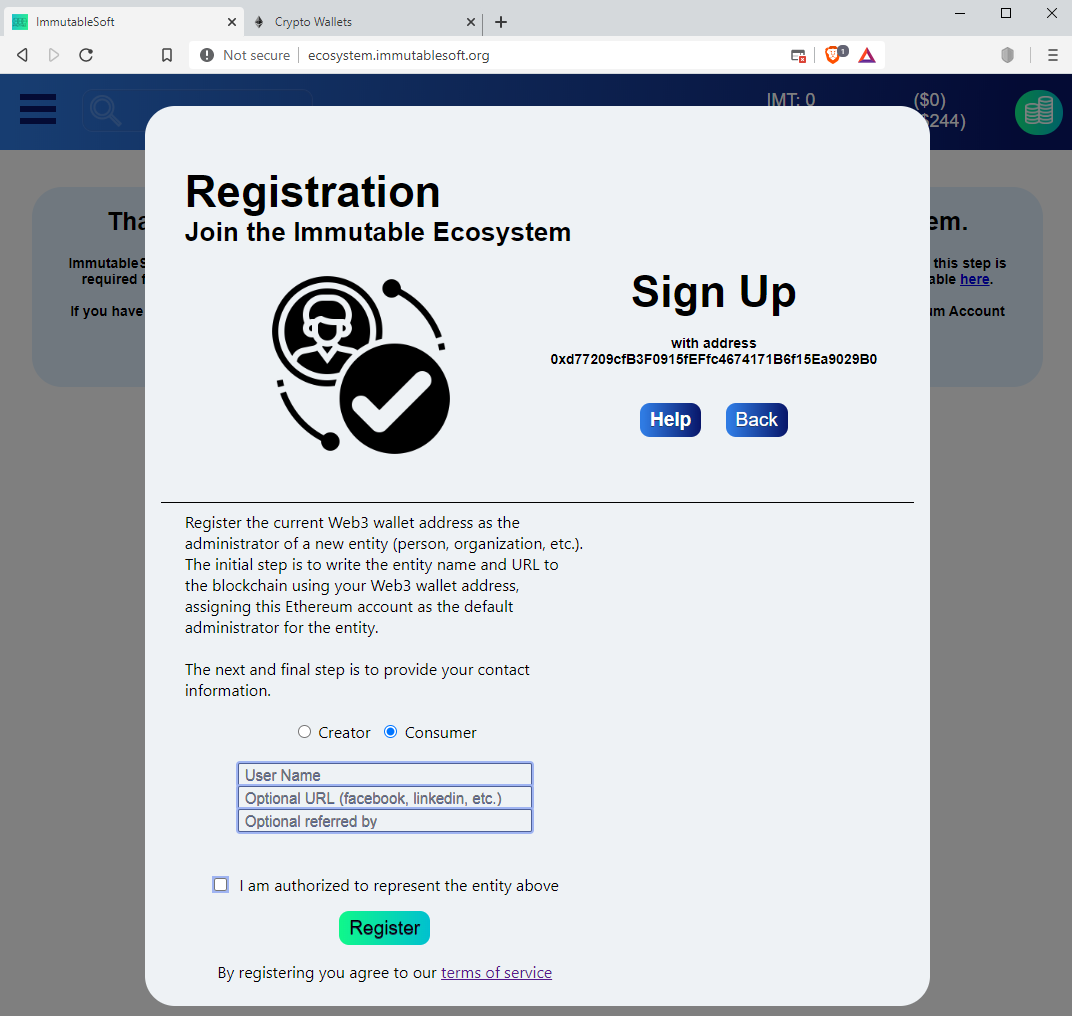 ImmutableSoft
Crypto Wallets
Not secure
ecosystem.immutablesoft.org
1
IMT: 0
($0)
$244)
Registration
Join the Immutable Ecosystem
Sign Up
with address
0xd77209cfB3F0915fEFfc4674171B6f15Ea9029B0
Help
Back
Tha
em.
ImmutableS
this step is
required f
able here.
If you have
m Account
Register the current Web3 wallet address as the
administrator of a new entity (person, organization, etc.).
The initial step is to write the entity name and URL to
the blockchain using your Web3 wallet address,
assigning this Ethereum account as the default
administrator for the entity.
The next and final step is to provide your contact
information.
Creator
Consumer
User Name
Optional URL (facebook, linkedin, etc.)
Optional referred by
I am authorized to represent the entity above
Register
By registering you agree to our terms of service